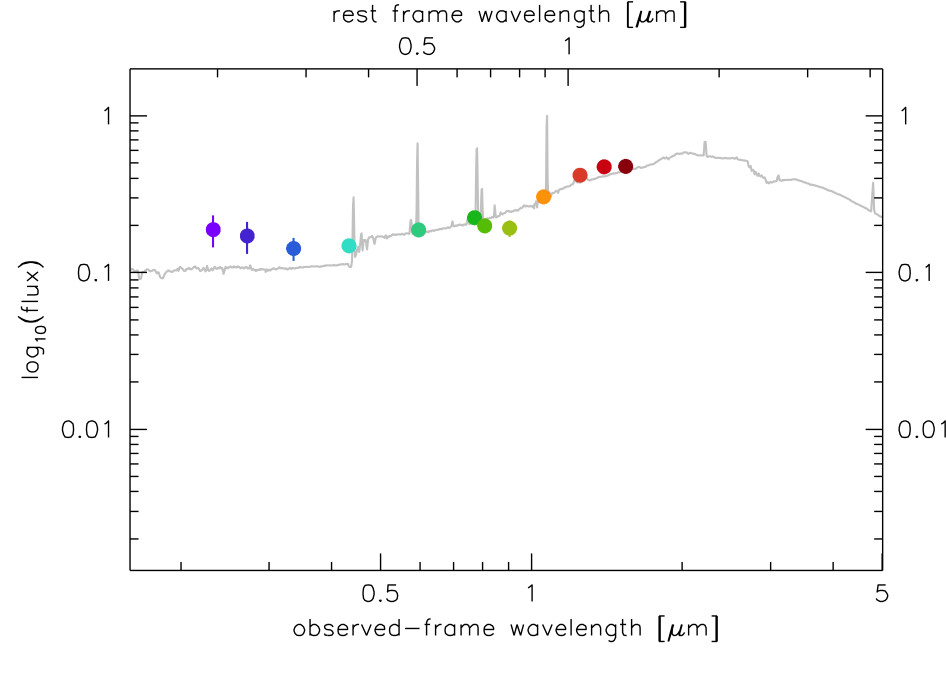 rest frame wavelength [μm]
0.5 1
1 1
0.1 0.1
0.01 0.01
log10(flux)
0.5 1 5
observed-frame wavelength [μm]